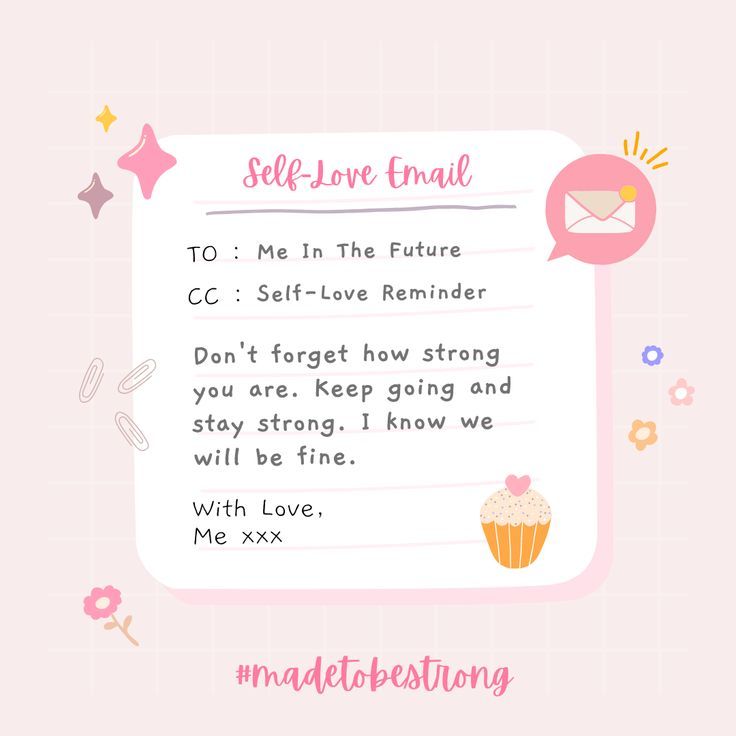 Self-Love Email
TO : Me In The Future
CC : Self-Love Reminder
Don't forget how strong
you are. Keep going and
stay strong. I know we
will be fine.
With Love,
Me xxx
#madetobestrong